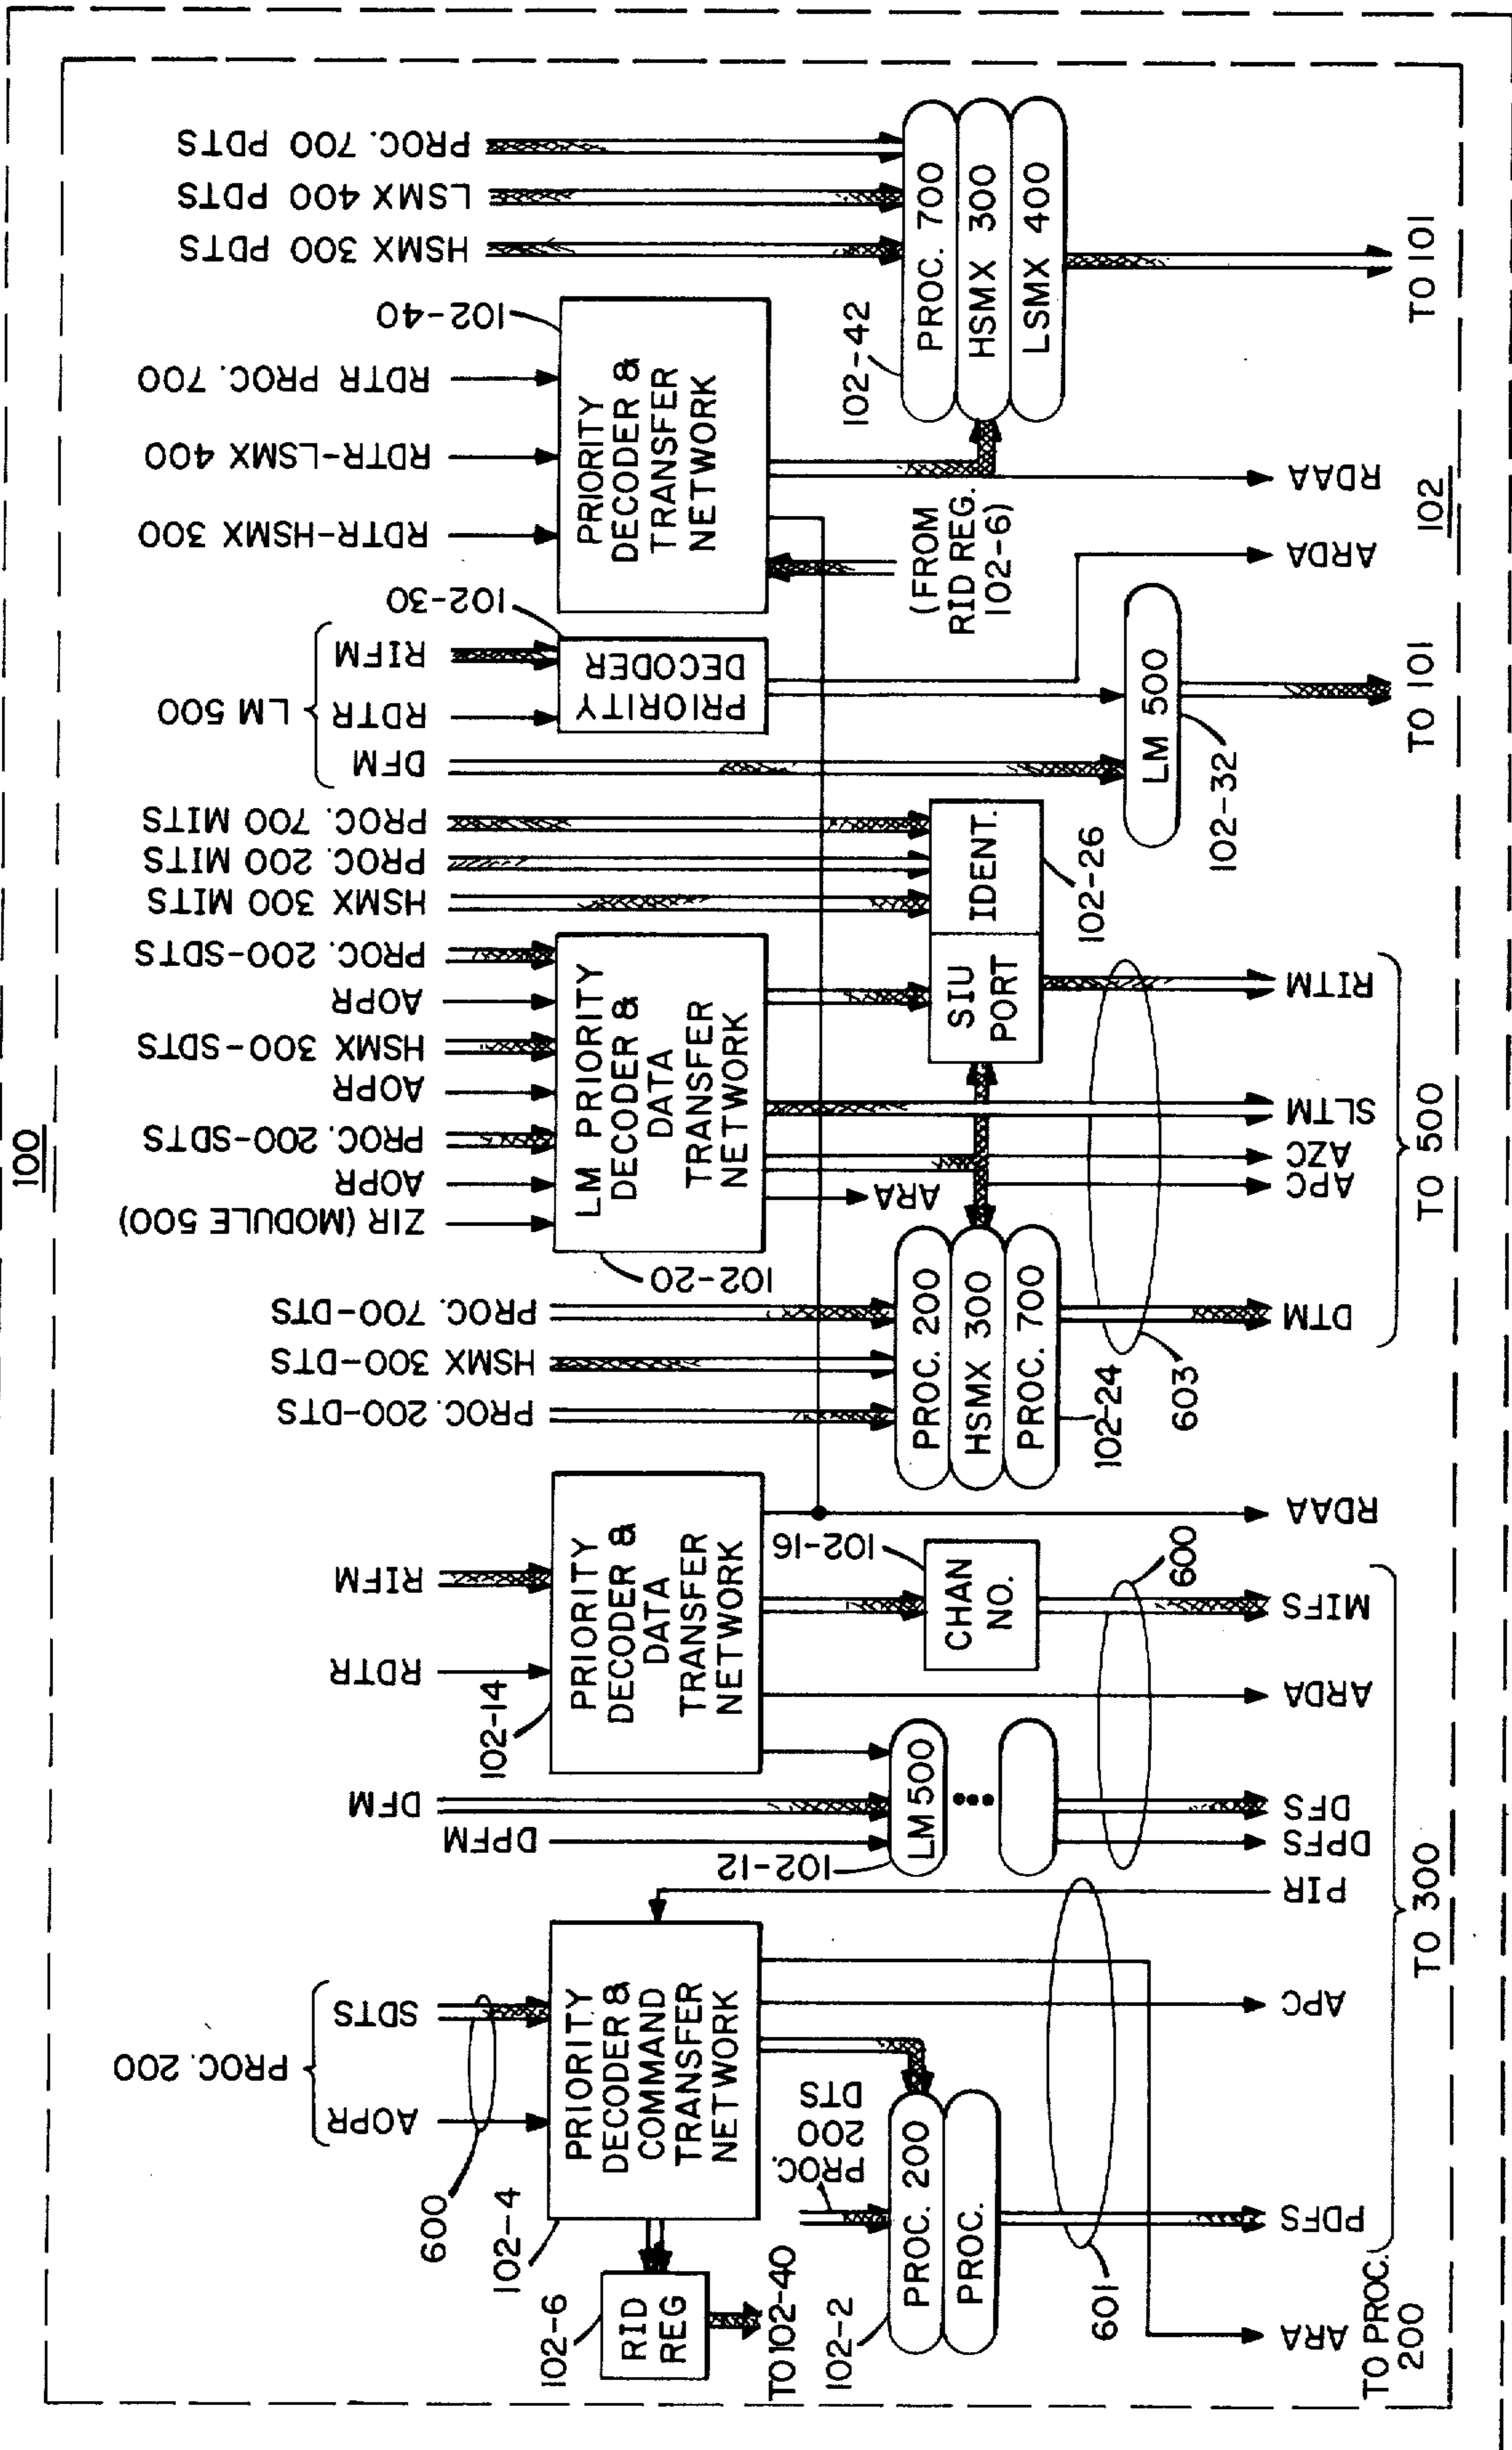 100
PROC. 200
AOPR
SDTS
600
102-4
PRIORITY
DECODER &
COMMAND
TRANSFER
NETWORK
102-6
RID
REG
TO 102-40
102-2
PROC.
200
DTS
PROC. 200
PROC.
601
ARA
TO PROC.
200
PDFS
APC
PIR
TO 300
RDTR
RIFM
DFM
DPFM
102-14
PRIORITY
DECODER &
DATA
TRANSFER
NETWORK
102-12
LM 500
102-16
CHAN
NO.
600
DPFS
DFS
ARDA
MIFS
RDAA
PROC. 200-DTS
HSMX 300-DTS
PROC. 700-DTS
ZIR (MODULE 500)
AOPR
PROC. 200-SDTS
AOPR
HSMX 300-SDTS
AOPR
PROC. 200-SDTS
HSMX 300 MITS
PROC. 200 MITS
PROC. 700 MITS
102-20
LM PRIORITY
DECODER &
DATA
TRANSFER
NETWORK
ARA
PROC. 200
HSMX 300
PROC. 700
102-24
603
SIU
PORT
IDENT.
102-26
DTM
APC
AZC
SLTM
RITM
TO 500
LM 500
DFM
RDTR
RIFM
102-30
PRIORITY
DECODER
LM 500
102-32
TO 101
ARDA
RDTR-HSMX 300
RDTR-LSMX 400
RDTR PROC. 700
102-40
PRIORITY
DECODER &
TRANSFER
NETWORK
(FROM
RID REG.
102-6)
RDAA
102
HSMX 300 PDTS
LSMX 400 PDTS
PROC. 700 PDTS
102-42
PROC. 700
HSMX 300
LSMX 400
TO 101